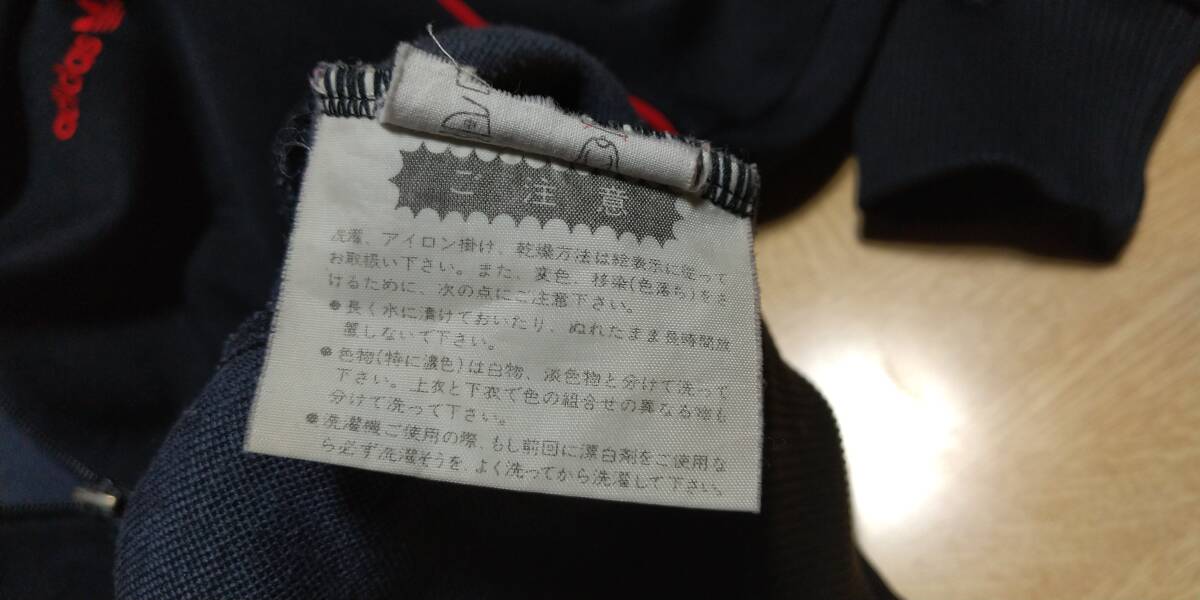 adidas
ご注意
洗濯、アイロン掛け、乾燥方法は絵表示に従って
お取扱い下さい。また、変色、移染(色落ち)をさ
けるために、次の点にご注意下さい。
●長く水に漬けておいたり、ぬれたまま長時間放
置しないで下さい。
●色物(特に濃色)は白物、淡色物と分けて洗って
下さい。上衣と下衣で色の組合せの異なる物も
分けて洗って下さい。
●洗濯機ご使用の際、もし前回に漂白剤をご使用な
ら必ず洗濯そうを、よく洗ってから洗濯して下さい。